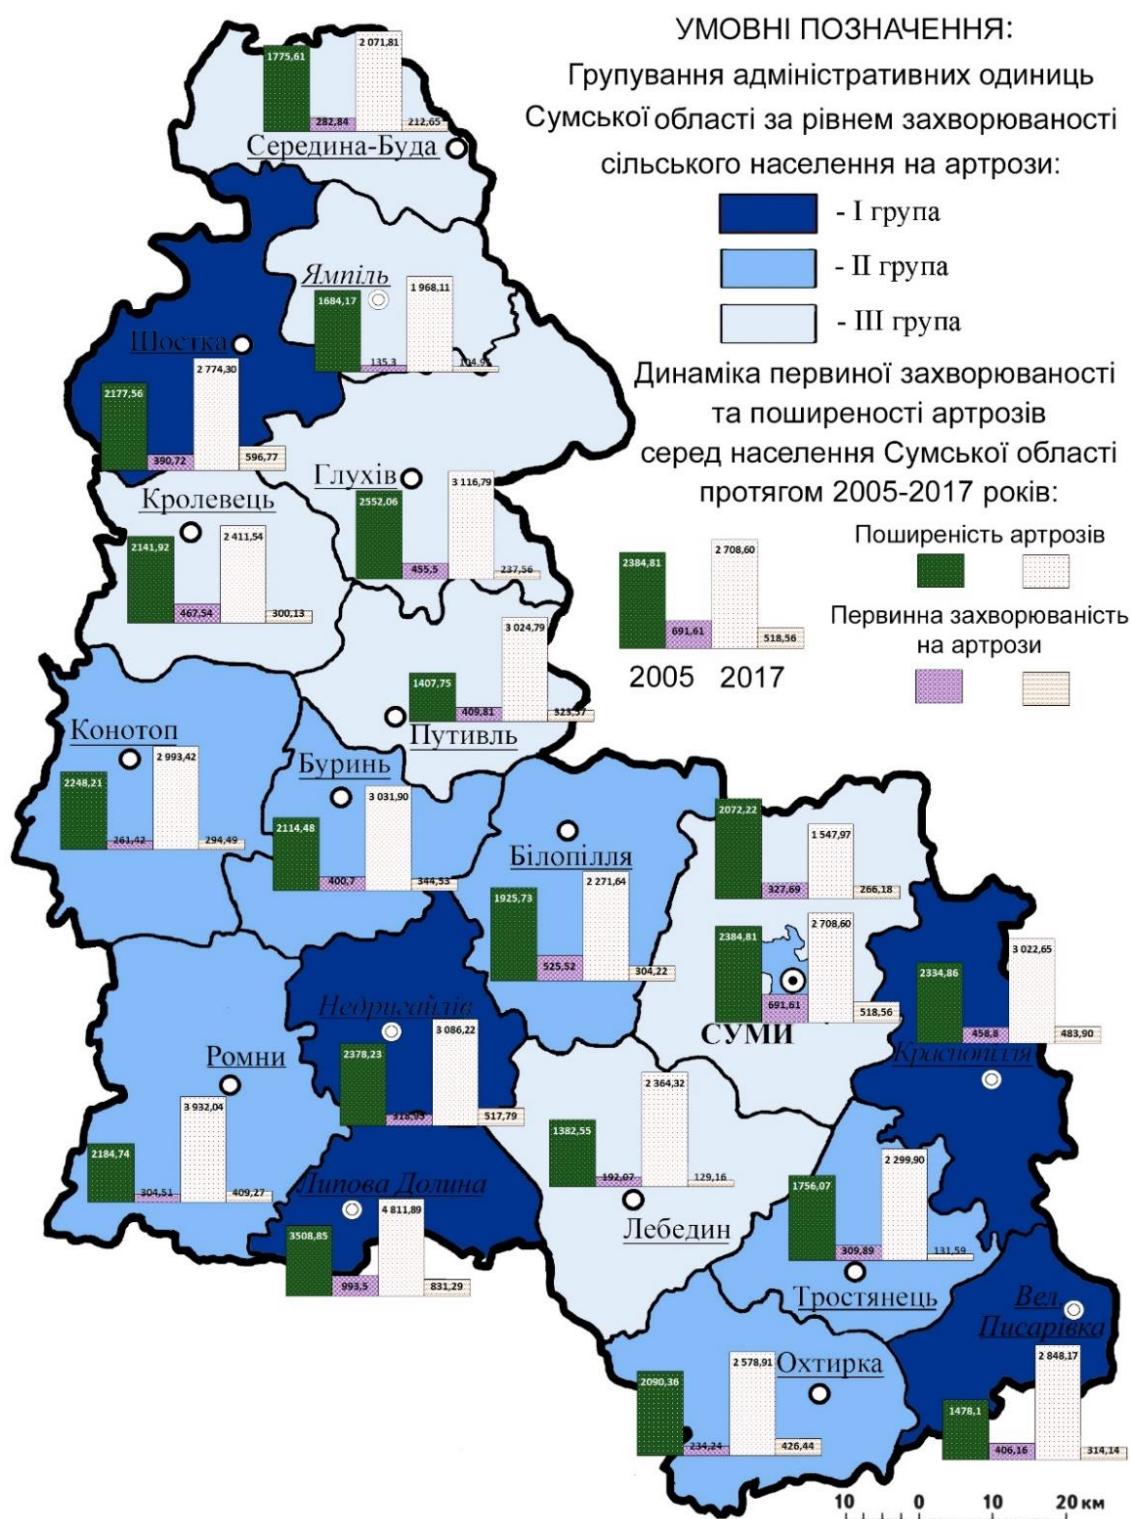 УМОВНІ ПОЗНАЧЕННЯ:
Групування адміністративних одиниць
Сумської області за рівнем захворюваності
сільського населення на артрози:
- І група
- ІІ група
- ІІІ група
Динаміка первиної захворюваності
та поширеності артрозів
серед населення Сумської області
протягом 2005-2017 років:
Поширеність артрозів
2384,81
2 708,60
691,61
518,56
2005 2017
Первинна захворюваність
на артрози
1775,61
2 071,81
282,84
212,65
Середина-Буда
Ямпіль
1684,17
1 968,11
135,3
Шостка
2177,56
2 774,30
390,72
596,77
Глухів
2552,06
3 116,79
455,5
237,56
Кролевець
2141,92
2 411,54
467,54
300,13
1407,75
3 024,79
409,81
323,57
Путивль
Конотоп
2248,21
2 993,42
261,42
294,49
Буринь
2114,48
3 031,90
400,7
344,53
Білопілля
1925,73
2 271,64
525,52
304,22
2072,22
1 547,97
327,69
266,18
2384,81
2 708,60
691,61
518,56
СУМИ
2334,86
3 022,65
458,8
483,90
Краснопілля
Недригайлів
2378,23
3 086,22
318,95
517,79
Ромни
2184,74
3 932,04
304,51
409,27
Липова Долина
3508,85
4 811,89
993,5
831,29
1382,55
2 364,32
192,07
129,16
Лебедин
1756,07
2 299,90
309,89
131,59
Тростянець
Вел.
Писарівка
1478,1
2 848,17
406,16
314,14
Охтирка
2090,36
2 578,91
234,24
426,44
10 0 10 20 км